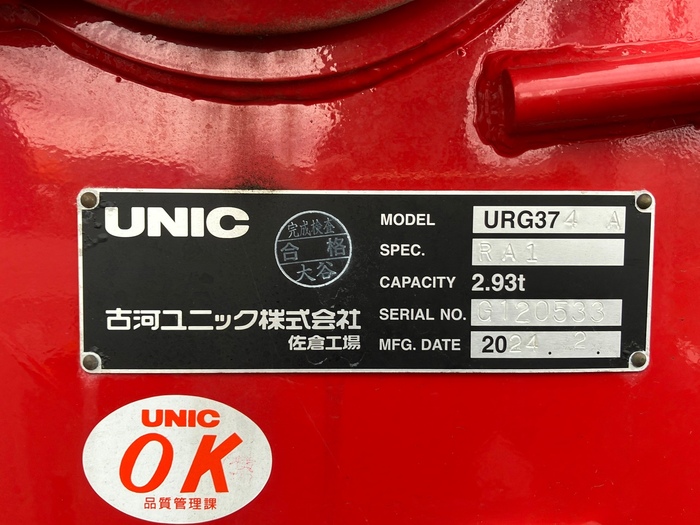 UNIC
完成検査
合格
大谷
古河ユニック株式会社
佐倉工場
MODEL URG374 A
SPEC. RA1
CAPACITY 2.93t
SERIAL NO. G120533
MFG. DATE 2024. 2.
UNIC
OK
品質管理課